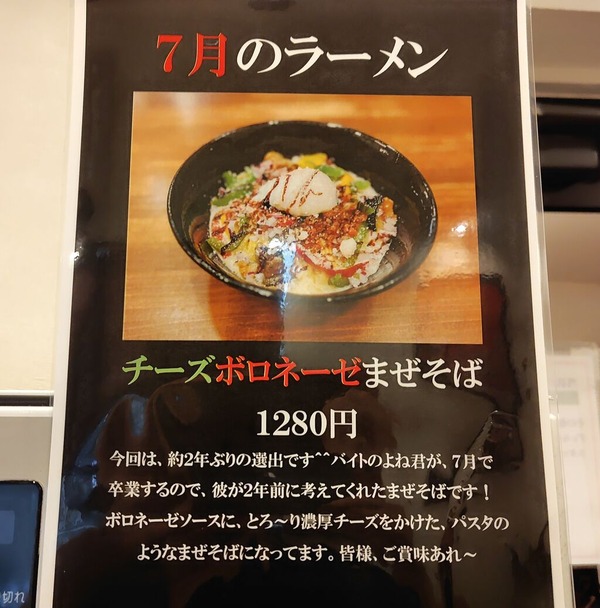 7月のラーメン
チーズボロネーゼまぜそば
1280円
今回は、約2年ぶりの選出です^^バイトのよね君が、7月で
卒業するので、彼が2年前に考えてくれたまぜそばです！
ボロネーゼソースに、とろ〜り濃厚チーズをかけた、パスタの
ようなまぜそばになってます。皆様、ご賞味あれ〜
切れ